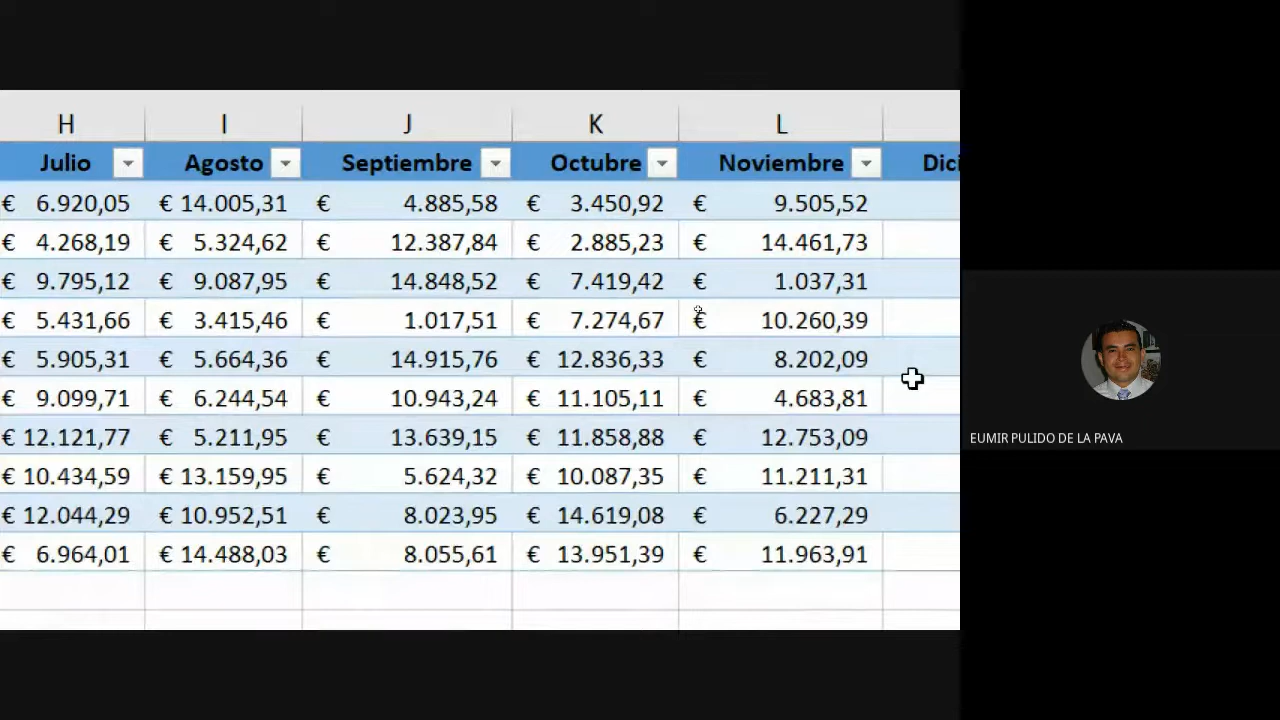 H I J K L
Julio Agosto Septiembre Octubre Noviembre Dici
€ 6.920,05 € 14.005,31 € 4.885,58 € 3.450,92 € 9.505,52
€ 4.268,19 € 5.324,62 € 12.387,84 € 2.885,23 € 14.461,73
€ 9.795,12 € 9.087,95 € 14.848,52 € 7.419,42 € 1.037,31
€ 5.431,66 € 3.415,46 € 1.017,51 € 7.274,67 € 10.260,39
€ 5.905,31 € 5.664,36 € 14.915,76 € 12.836,33 € 8.202,09
€ 9.099,71 € 6.244,54 € 10.943,24 € 11.105,11 € 4.683,81
€ 12.121,77 € 5.211,95 € 13.639,15 € 11.858,88 € 12.753,09
€ 10.434,59 € 13.159,95 € 5.624,32 € 10.087,35 € 11.211,31
€ 12.044,29 € 10.952,51 € 8.023,95 € 14.619,08 € 6.227,29
€ 6.964,01 € 14.488,03 € 8.055,61 € 13.951,39 € 11.963,91
EUMIR PULIDO DE LA PAVA